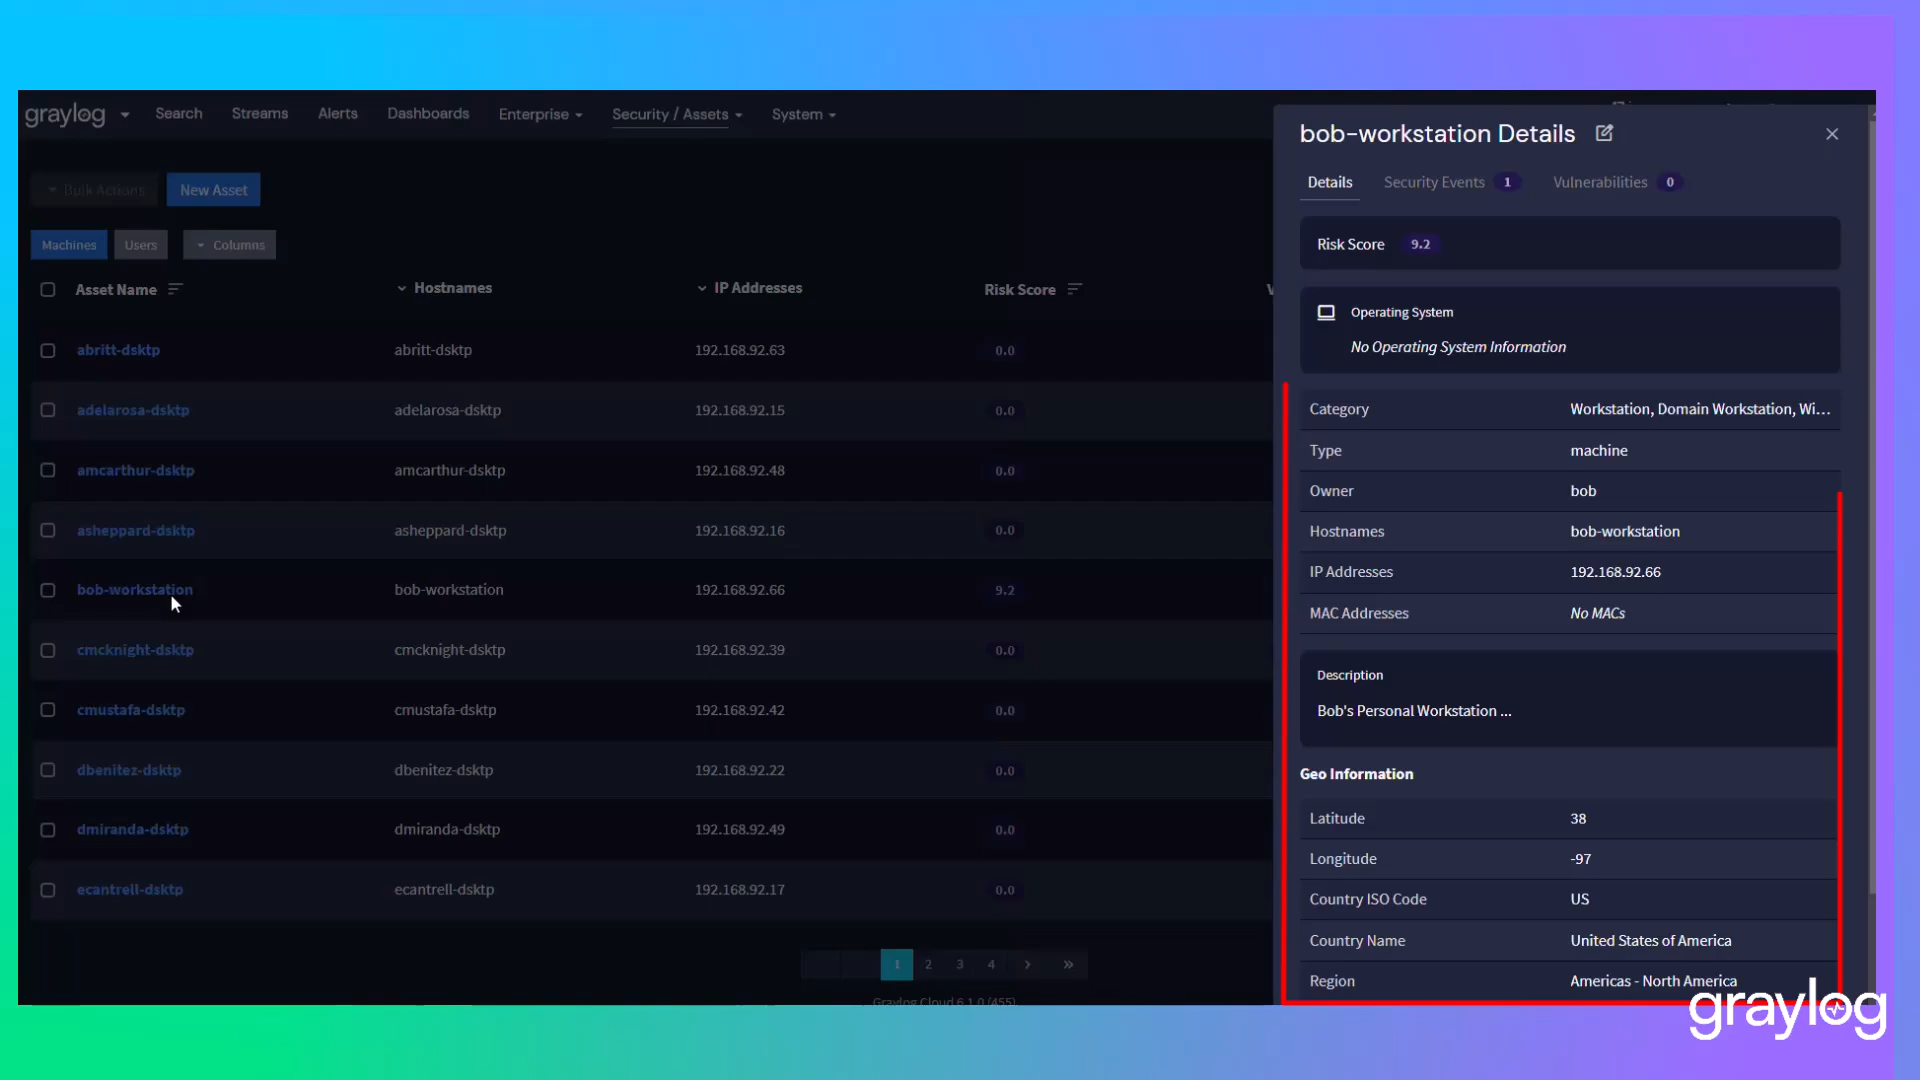 graylog Search Streams Alerts Dashboards Enterprise Security / Assets System
Bulk Actions New Asset
Machines Users Columns
Asset Name Hostnames IP Addresses Risk Score
abritt-dsktp abritt-dsktp 192.168.92.63 0.0
adelarosa-dsktp adelarosa-dsktp 192.168.92.15 0.0
amcarthur-dsktp amcarthur-dsktp 192.168.92.48 0.0
asheppard-dsktp asheppard-dsktp 192.168.92.16 0.0
bob-workstation bob-workstation 192.168.92.66 9.2
cmcknight-dsktp cmcknight-dsktp 192.168.92.39 0.0
cmustafa-dsktp cmustafa-dsktp 192.168.92.42 0.0
dbenitez-dsktp dbenitez-dsktp 192.168.92.22 0.0
dmiranda-dsktp dmiranda-dsktp 192.168.92.49 0.0
ecantrell-dsktp ecantrell-dsktp 192.168.92.17 0.0
1 2 3 4 › »
Graylog Cloud 6.1.0 (455)
bob-workstation Details
Details Security Events 1 Vulnerabilities 0
Risk Score 9.2
Operating System
No Operating System Information
Category Workstation, Domain Workstation, Wi...
Type machine
Owner bob
Hostnames bob-workstation
IP Addresses 192.168.92.66
MAC Addresses No MACs
Description
Bob's Personal Workstation ...
Geo Information
Latitude 38
Longitude -97
Country ISO Code US
Country Name United States of America
Region Americas - North America
graylog